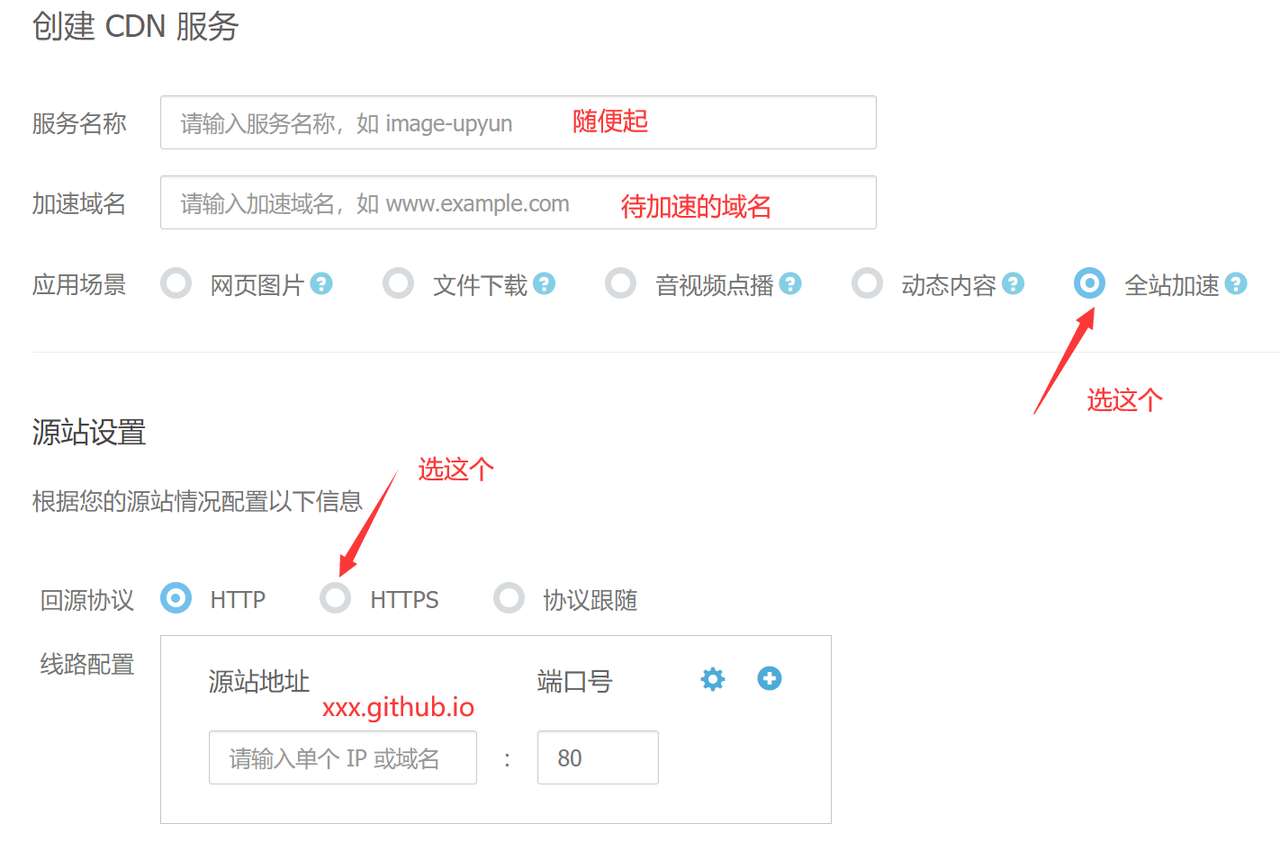 创建 CDN 服务
服务名称 请输入服务名称，如 image-upyun 随便起
加速域名 请输入加速域名，如 www.example.com 待加速的域名
应用场景 网页图片 ? 文件下载 ? 音视频点播 ? 动态内容 ? 全站加速 ?
选这个
源站设置
选这个
根据您的源站情况配置以下信息
回源协议 HTTP HTTPS 协议跟随
线路配置 源站地址 端口号
xxx.github.io
请输入单个 IP 或域名 : 80